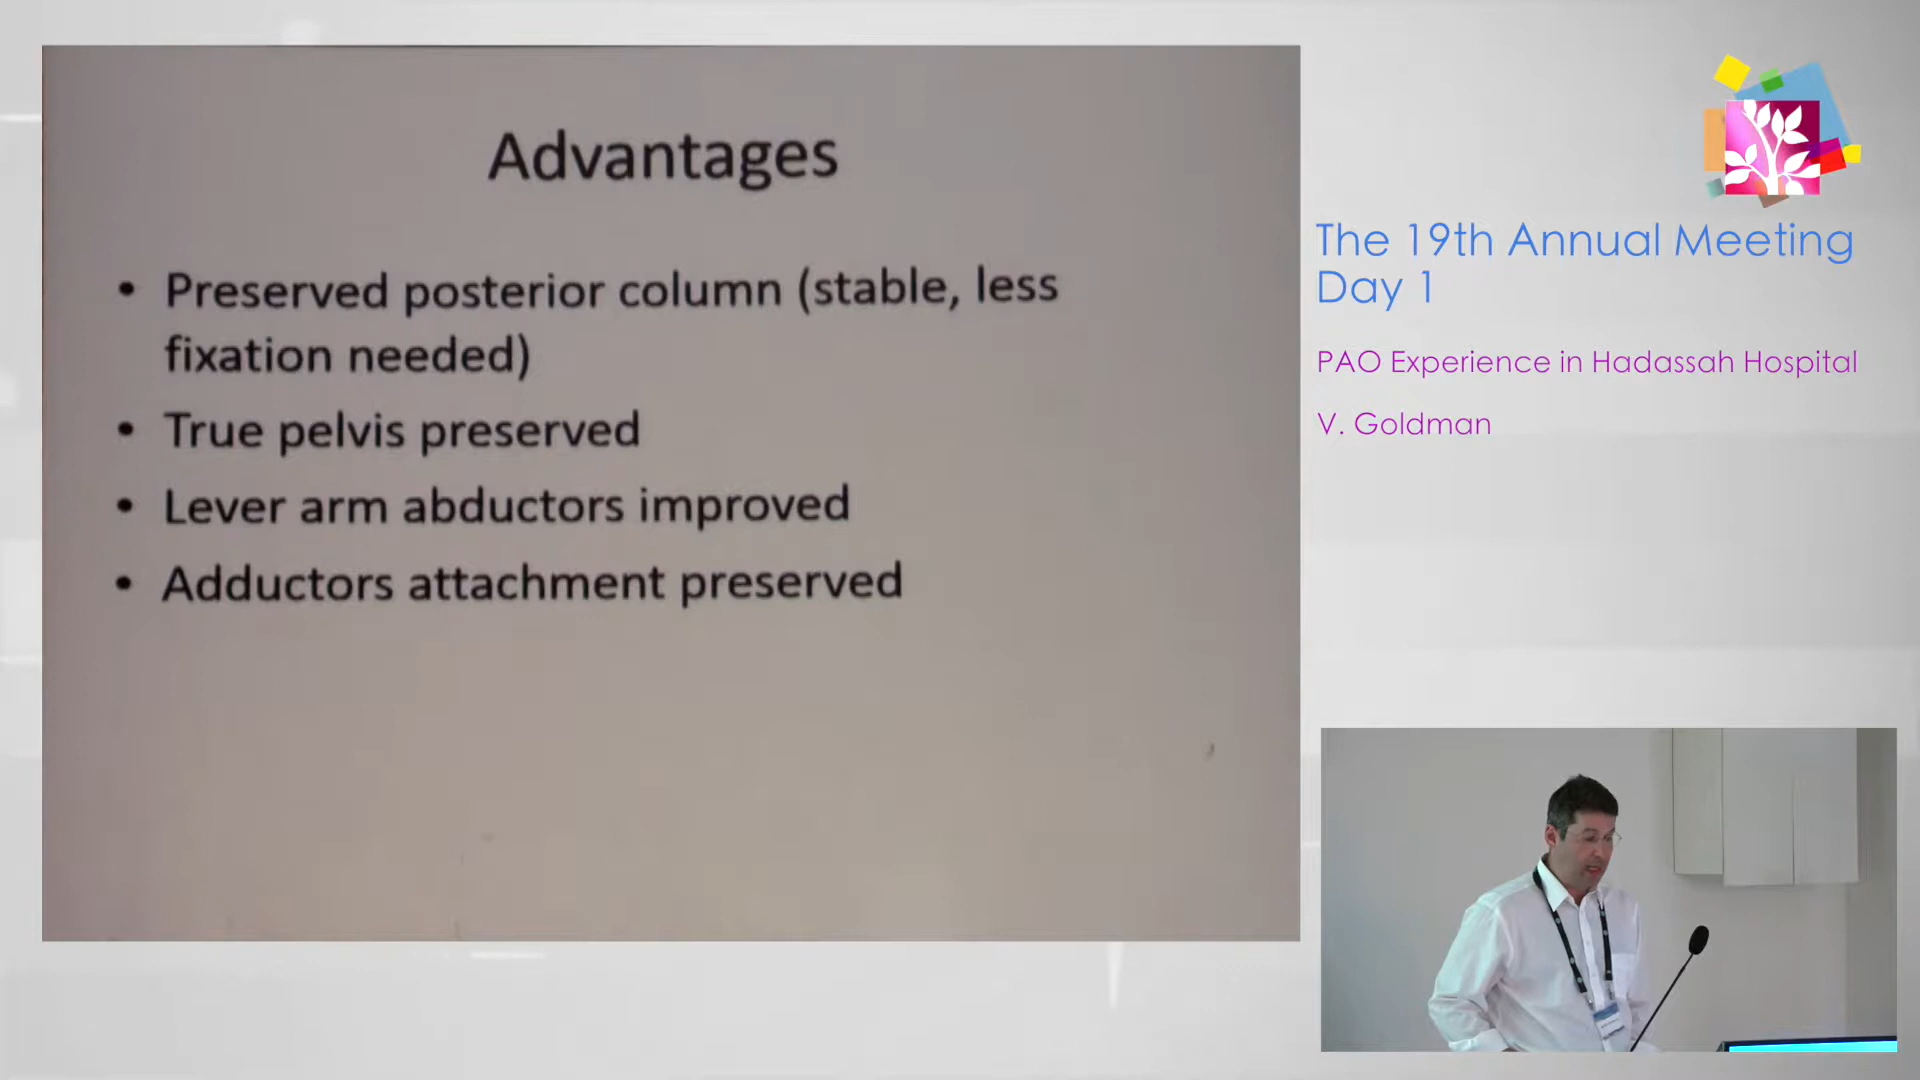 Advantages
• Preserved posterior column (stable, less
fixation needed)
• True pelvis preserved
• Lever arm abductors improved
• Adductors attachment preserved
The 19th Annual Meeting
Day 1
PAO Experience in Hadassah Hospital
V. Goldman